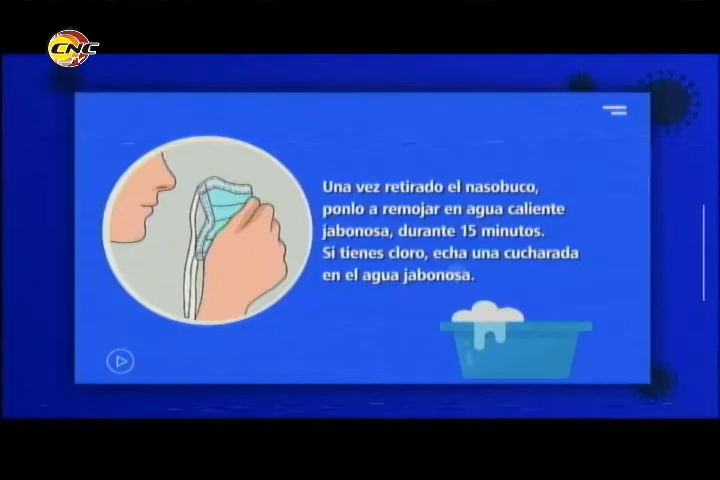 CNC
TV
Una vez retirado el nasobuco,
ponlo a remojar en agua caliente
jabonosa, durante 15 minutos.
Si tienes cloro, echa una cucharada
en el agua jabonosa.